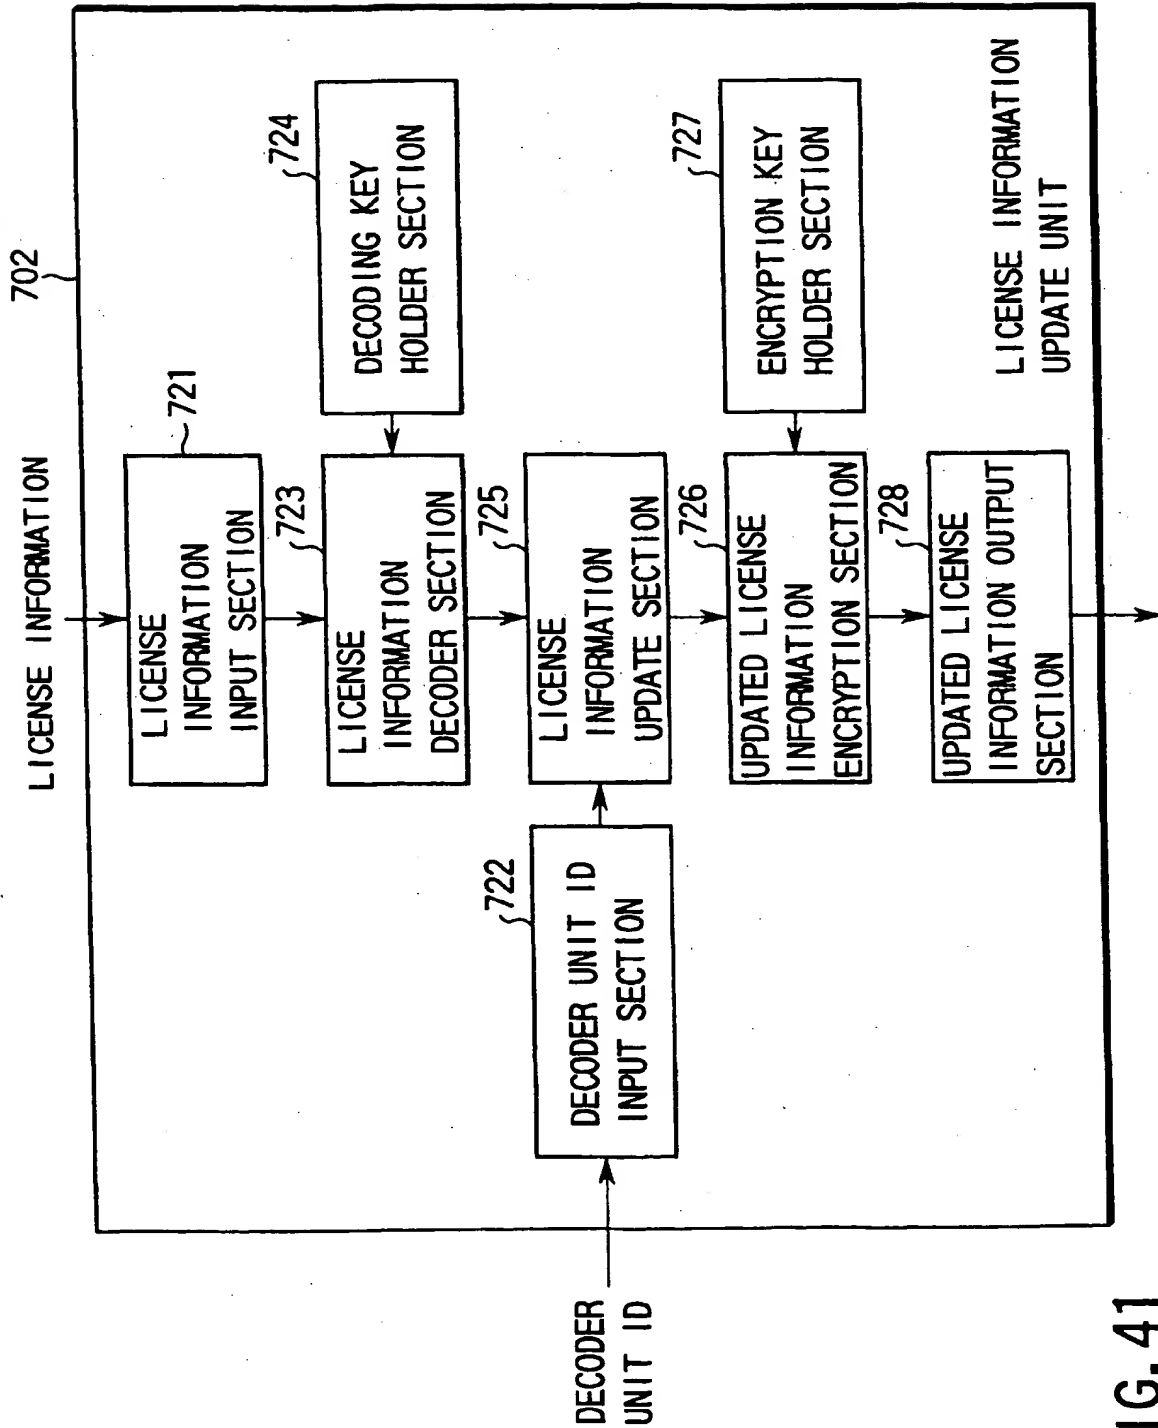 702
LICENSE INFORMATION
721
LICENSE
INFORMATION
INPUT SECTION
723
LICENSE
INFORMATION
DECODER SECTION
724
DECODING KEY
HOLDER SECTION
DECODER
UNIT ID
722
DECODER UNIT ID
INPUT SECTION
725
LICENSE
INFORMATION
UPDATE SECTION
726
UPDATED LICENSE
INFORMATION
ENCRYPTION SECTION
727
ENCRYPTION KEY
HOLDER SECTION
728
UPDATED LICENSE
INFORMATION OUTPUT
SECTION
LICENSE INFORMATION
UPDATE UNIT
IG. 41